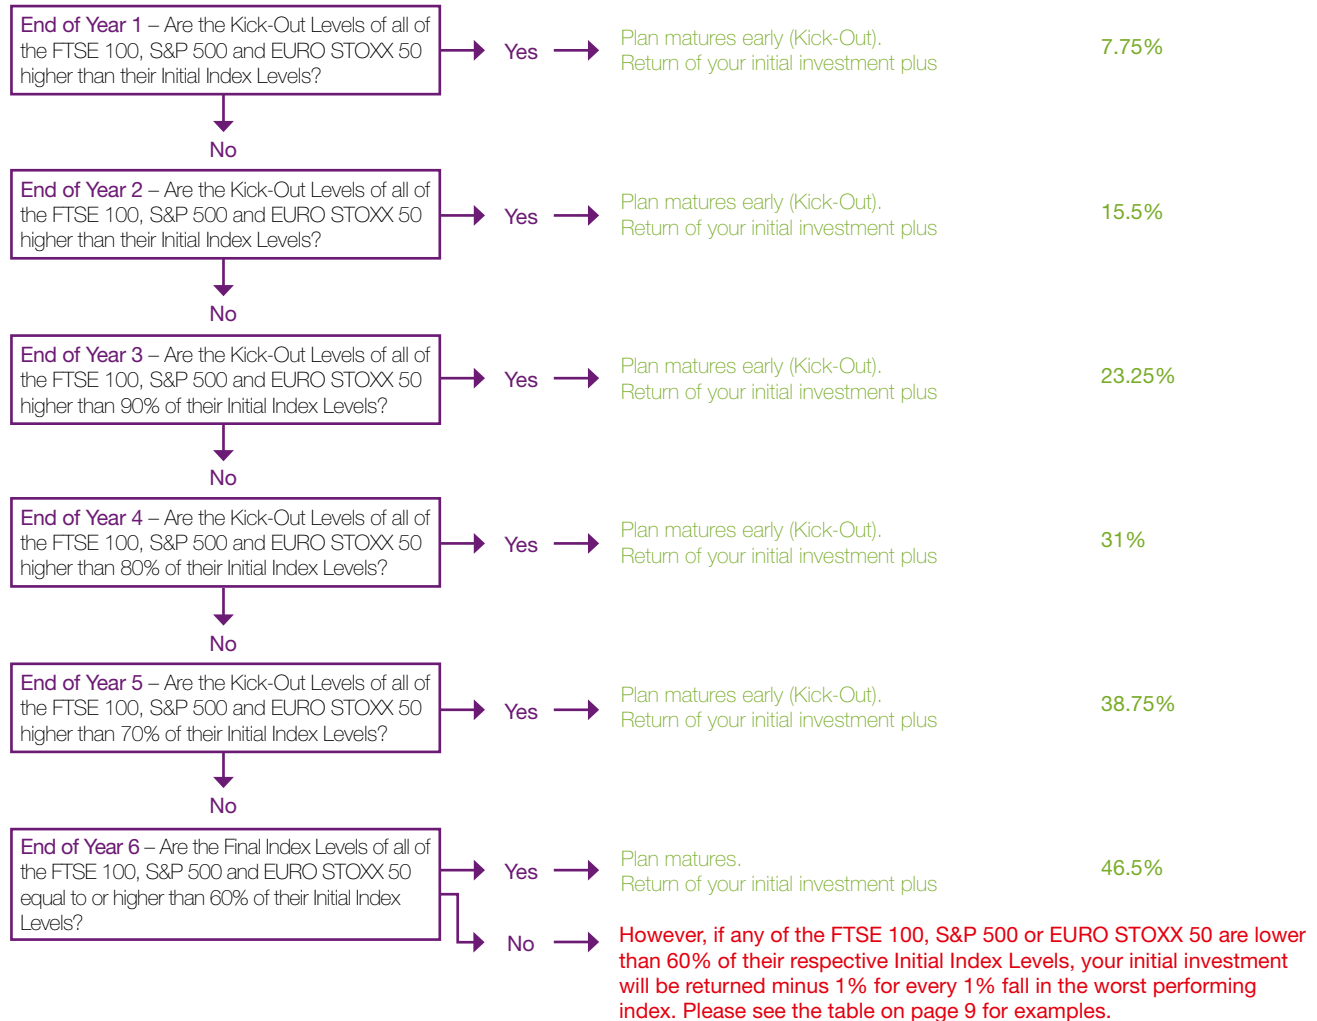 End of Year 1 – Are the Kick-Out Levels of all of
the FTSE 100, S&P 500 and EURO STOXX 50
higher than their Initial Index Levels?
Yes
Plan matures early (Kick-Out).
Return of your initial investment plus
7.75%
No
End of Year 2 – Are the Kick-Out Levels of all of
the FTSE 100, S&P 500 and EURO STOXX 50
higher than their Initial Index Levels?
Yes
Plan matures early (Kick-Out).
Return of your initial investment plus
15.5%
No
End of Year 3 – Are the Kick-Out Levels of all of
the FTSE 100, S&P 500 and EURO STOXX 50
higher than 90% of their Initial Index Levels?
Yes
Plan matures early (Kick-Out).
Return of your initial investment plus
23.25%
No
End of Year 4 – Are the Kick-Out Levels of all of
the FTSE 100, S&P 500 and EURO STOXX 50
higher than 80% of their Initial Index Levels?
Yes
Plan matures early (Kick-Out).
Return of your initial investment plus
31%
No
End of Year 5 – Are the Kick-Out Levels of all of
the FTSE 100, S&P 500 and EURO STOXX 50
higher than 70% of their Initial Index Levels?
Yes
Plan matures early (Kick-Out).
Return of your initial investment plus
38.75%
No
End of Year 6 – Are the Final Index Levels of all of
the FTSE 100, S&P 500 and EURO STOXX 50
equal to or higher than 60% of their Initial Index
Levels?
Yes
Plan matures.
Return of your initial investment plus
46.5%
No
However, if any of the FTSE 100, S&P 500 or EURO STOXX 50 are lower
than 60% of their respective Initial Index Levels, your initial investment
will be returned minus 1% for every 1% fall in the worst performing
index. Please see the table on page 9 for examples.